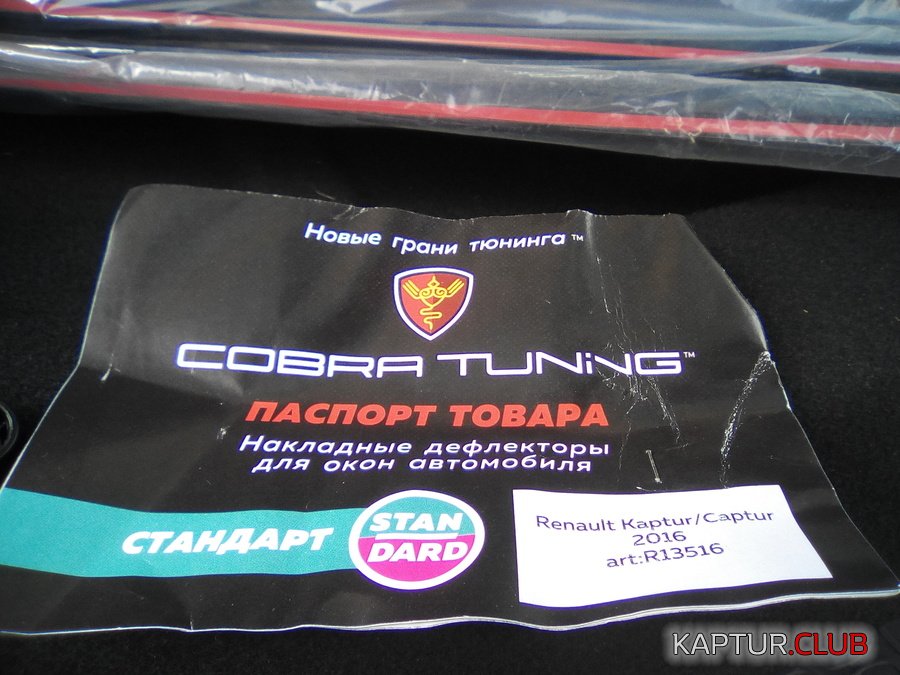 Новые грани тюнинга™
COBRA TUNiNG™
ПАСПОРТ ТОВАРА
Накладные дефлекторы
для окон автомобиля
СТАНДАРТ
STAN
DARD
Renault Kaptur/Captur
2016
art:R13516
KAPTUR.CLUB